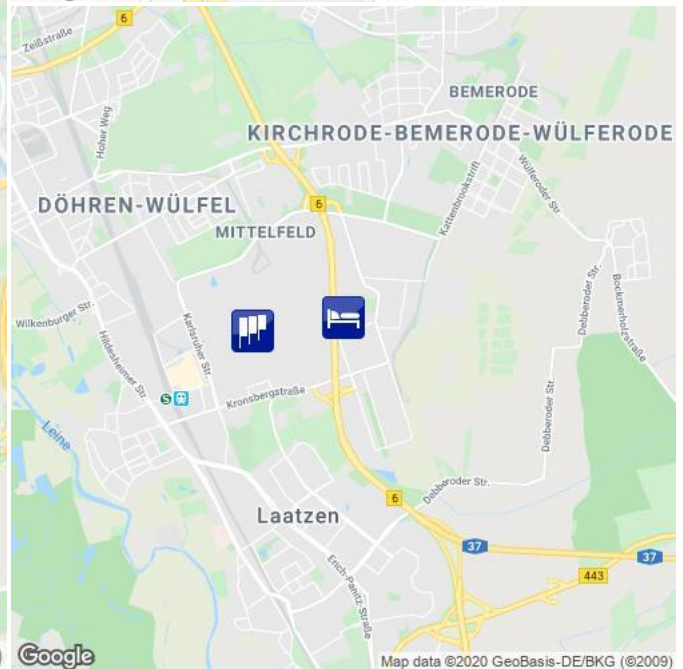 6
Zeißstraße
Hoher Weg
BEMERODE
KIRCHRODE-BEMERODE-WÜLFERODE
Wülferoder Str.
Kattenbrookstrift
DÖHREN-WÜLFEL
6
MITTELFELD
Debberoder Str.
Bockmerholzstraße
Wilkenburger Str.
Karlsruher Str.
Hildesheimer Str.
S
Kronsbergstraße
Leine
Debberoder Str.
Debberoder Str.
6
Laatzen
37
37
443
Erich-Panitz-Straße
Google
Map data ©2020 GeoBasis-DE/BKG (©2009)